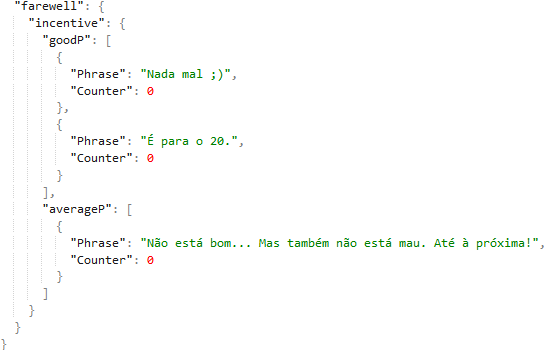 "farewell": {
"incentive": {
"goodP": [
{
"Phrase": "Nada mal ;)",
"Counter": 0
},
{
"Phrase": "É para o 20.",
"Counter": 0
}
],
"averageP": [
{
"Phrase": "Não está bom... Mas também não está mau. Até à próxima!",
"Counter": 0
}
]
}
}
}